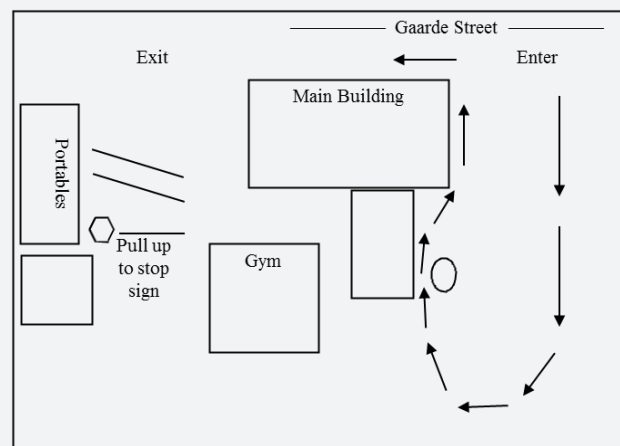 Gaarde Street
Exit
Enter
Main Building
Portables
Pull up
to stop
sign
Gym